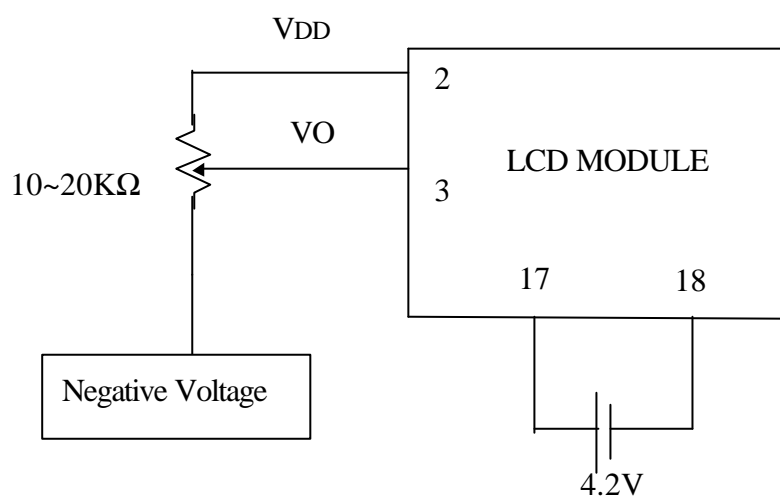 VDD
2
VO
LCD MODULE
10~20KΩ
3
17
18
Negative Voltage
4.2V